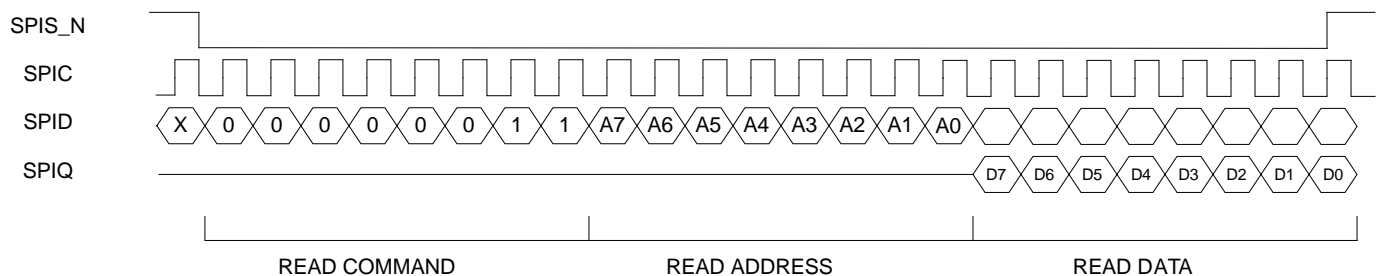 SPIS_N
SPIC
SPID X 0 0 0 0 0 0 1 1 A7 A6 A5 A4 A3 A2 A1 A0
SPIQ D7 D6 D5 D4 D3 D2 D1 D0
READ COMMAND READ ADDRESS READ DATA